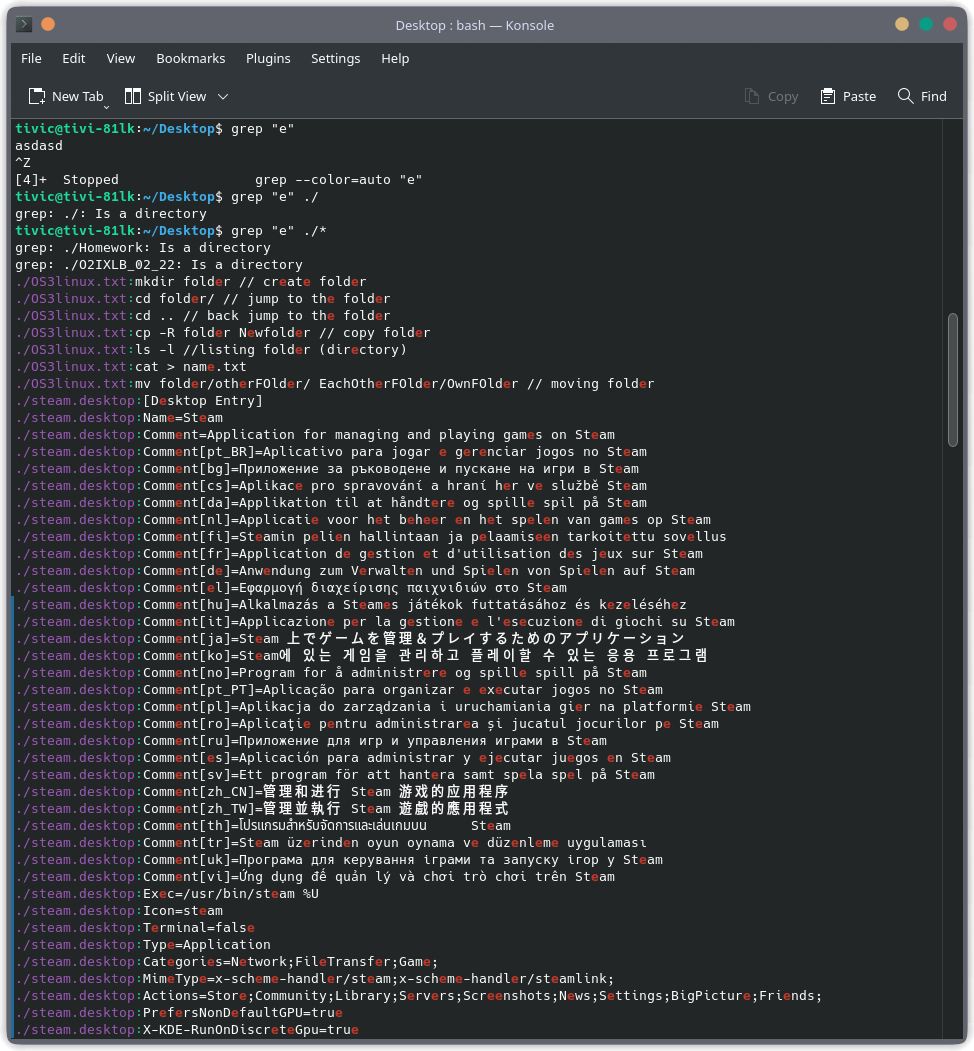 Desktop : bash — Konsole
File Edit View Bookmarks Plugins Settings Help
New Tab Split View Copy Paste Find
tivic@tivi-81lk:~/Desktop$ grep "e"
asdasd
^Z
[4]+  Stopped                 grep --color=auto "e"
tivic@tivi-81lk:~/Desktop$ grep "e" ./
grep: ./: Is a directory
tivic@tivi-81lk:~/Desktop$ grep "e" ./*
grep: ./Homework: Is a directory
grep: ./O2IXLB_02_22: Is a directory
./OS3linux.txt:mkdir folder // create folder
./OS3linux.txt:cd folder/ // jump to the folder
./OS3linux.txt:cd .. // back jump to the folder
./OS3linux.txt:cp -R folder Newfolder // copy folder
./OS3linux.txt:ls -l //listing folder (directory)
./OS3linux.txt:cat > name.txt
./OS3linux.txt:mv folder/otherFOlder/ EachOtherFOlder/OwnFOlder // moving folder
./steam.desktop:[Desktop Entry]
./steam.desktop:Name=Steam
./steam.desktop:Comment=Application for managing and playing games on Steam
./steam.desktop:Comment[pt_BR]=Aplicativo para jogar e gerenciar jogos no Steam
./steam.desktop:Comment[bg]=Приложение за ръководене и пускане на игри в Steam
./steam.desktop:Comment[cs]=Aplikace pro spravování a hraní her ve službě Steam
./steam.desktop:Comment[da]=Applikation til at håndtere og spille spil på Steam
./steam.desktop:Comment[nl]=Applicatie voor het beheer en het spelen van games op Steam
./steam.desktop:Comment[fi]=Steamin pelien hallintaan ja pelaamiseen tarkoitettu sovellus
./steam.desktop:Comment[fr]=Application de gestion et d'utilisation des jeux sur Steam
./steam.desktop:Comment[de]=Anwendung zum Verwalten und Spielen von Spielen auf Steam
./steam.desktop:Comment[el]=Εφαρμογή διαχείρισης παιχνιδιών στο Steam
./steam.desktop:Comment[hu]=Alkalmazás a Steames játékok futtatásához és kezeléséhez
./steam.desktop:Comment[it]=Applicazione per la gestione e l'esecuzione di giochi su Steam
./steam.desktop:Comment[ja]=Steam 上でゲームを管理＆プレイするためのアプリケーション
./steam.desktop:Comment[ko]=Steam에 있는 게임을 관리하고 플레이할 수 있는 응용 프로그램
./steam.desktop:Comment[no]=Program for å administrere og spille spill på Steam
./steam.desktop:Comment[pt_PT]=Aplicação para organizar e executar jogos no Steam
./steam.desktop:Comment[pl]=Aplikacja do zarządzania i uruchamiania gier na platformie Steam
./steam.desktop:Comment[ro]=Aplicaţie pentru administrarea și jucatul jocurilor pe Steam
./steam.desktop:Comment[ru]=Приложение для игр и управления играми в Steam
./steam.desktop:Comment[es]=Aplicación para administrar y ejecutar juegos en Steam
./steam.desktop:Comment[sv]=Ett program för att hantera samt spela spel på Steam
./steam.desktop:Comment[zh_CN]=管理和进行 Steam 游戏的应用程序
./steam.desktop:Comment[zh_TW]=管理並執行 Steam 遊戲的應用程式
./steam.desktop:Comment[th]=โปรแกรมสำหรับจัดการและเล่นเกมบน Steam
./steam.desktop:Comment[tr]=Steam üzerinden oyun oynama ve düzenleme uygulaması
./steam.desktop:Comment[uk]=Програма для керування іграми та запуску ігор у Steam
./steam.desktop:Comment[vi]=Ứng dụng để quản lý và chơi trò chơi trên Steam
./steam.desktop:Exec=/usr/bin/steam %U
./steam.desktop:Icon=steam
./steam.desktop:Terminal=false
./steam.desktop:Type=Application
./steam.desktop:Categories=Network;FileTransfer;Game;
./steam.desktop:MimeType=x-scheme-handler/steam;x-scheme-handler/steamlink;
./steam.desktop:Actions=Store;Community;Library;Servers;Screenshots;News;Settings;BigPicture;Friends;
./steam.desktop:PrefersNonDefaultGPU=true
./steam.desktop:X-KDE-RunOnDiscreteGpu=true